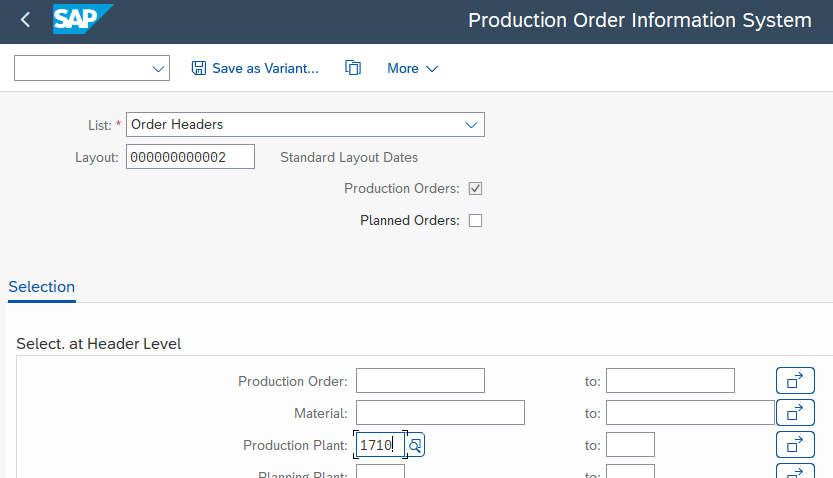 SAP Production Order Information System
Save as Variant... More
List: * Order Headers
Layout: 000000000002 Standard Layout Dates
Production Orders:
Planned Orders:
Selection
Select. at Header Level
Production Order: to:
Material: to:
Production Plant: 1710 to:
Planning Plant: to: